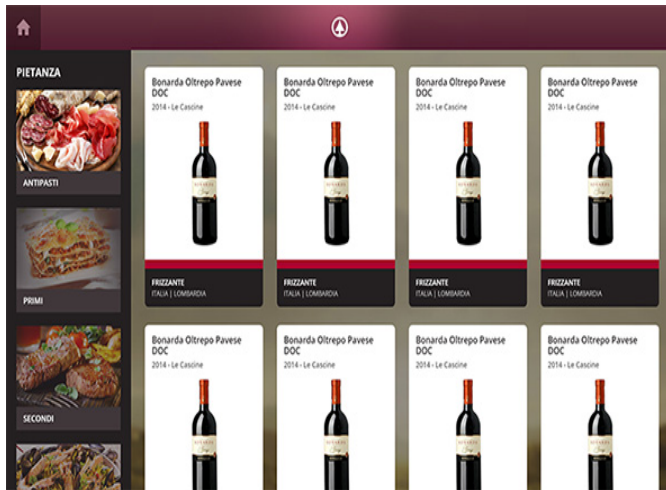 PIETANZA
ANTIPASTI
PRIMI
SECONDI
Bonarda Oltrepo Pavese
DOC
2014 - Le Cascine
FRIZZANTE
ITALIA | LOMBARDIA
Bonarda Oltrepo Pavese
DOC
2014 - Le Cascine
FRIZZANTE
ITALIA | LOMBARDIA
Bonarda Oltrepo Pavese
DOC
2014 - Le Cascine
FRIZZANTE
ITALIA | LOMBARDIA
Bonarda Oltrepo Pavese
DOC
2014 - Le Cascine
FRIZZANTE
ITALIA | LOMBARDIA
Bonarda Oltrepo Pavese
DOC
2014 - Le Cascine
Bonarda Oltrepo Pavese
DOC
2014 - Le Cascine
Bonarda Oltrepo Pavese
DOC
2014 - Le Cascine
Bonarda Oltrepo Pavese
DOC
2014 - Le Cascine